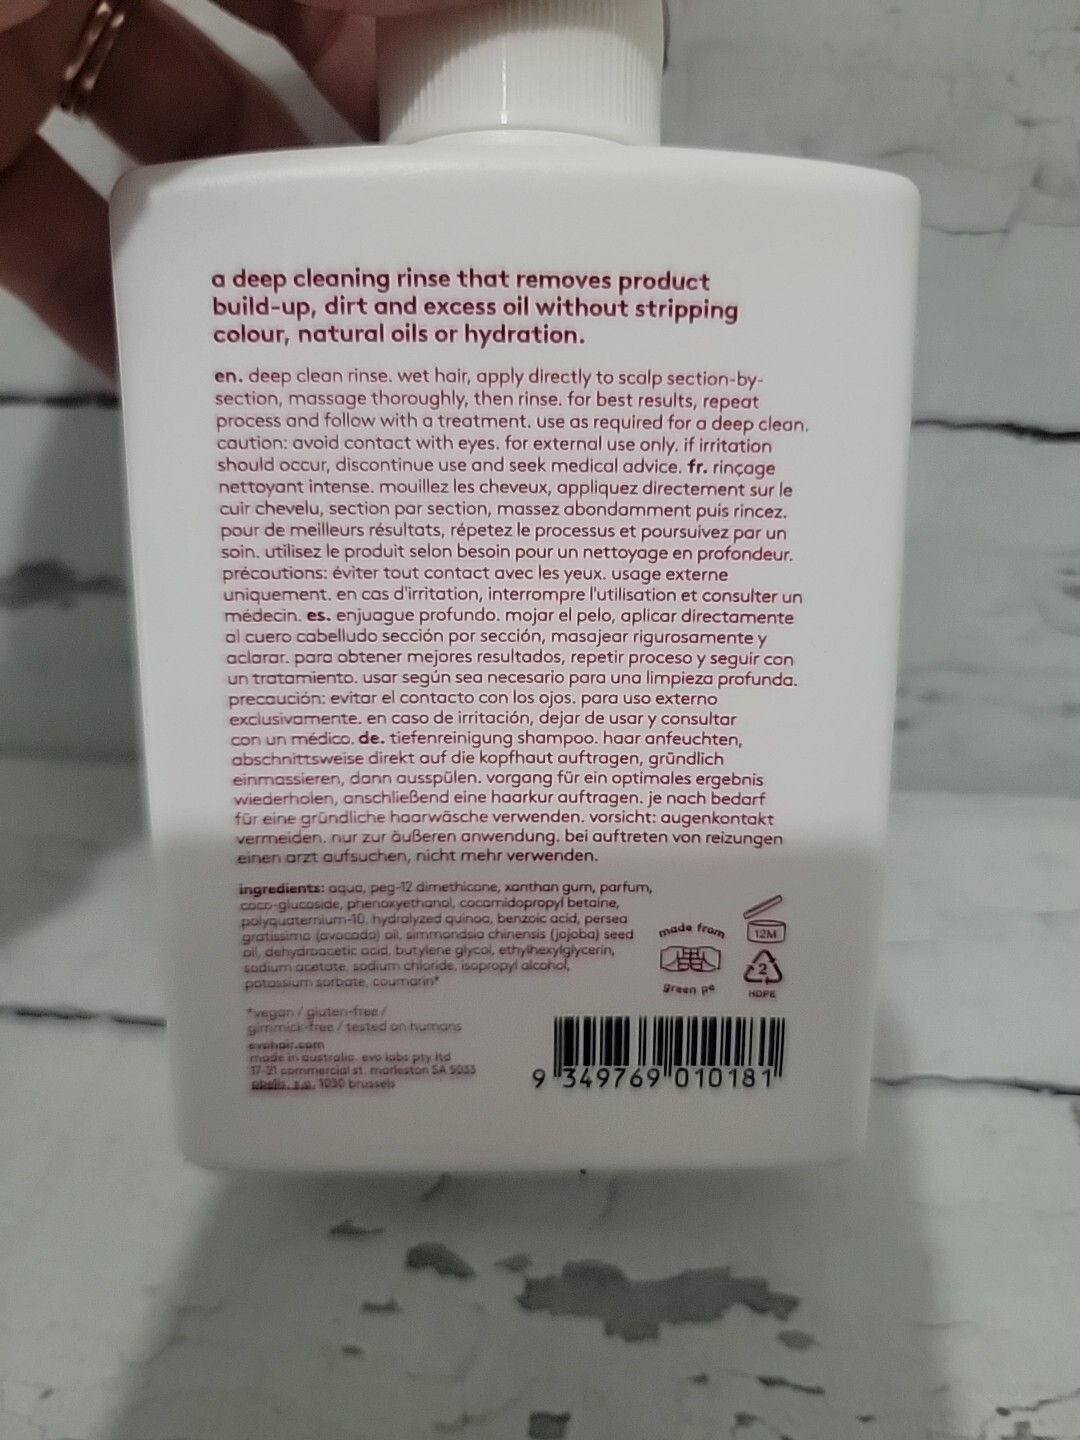 a deep cleaning rinse that removes product
build-up, dirt and excess oil without stripping
colour, natural oils or hydration.
en. deep clean rinse. wet hair, apply directly to scalp section-by-
section, massage thoroughly, then rinse. for best results, repeat
process and follow with a treatment. use as required for a deep clean.
caution: avoid contact with eyes. for external use only. if irritation
should occur, discontinue use and seek medical advice. fr. rinçage
nettoyant intense. mouillez les cheveux, appliquez directement sur le
cuir chevelu, section par section, massez abondamment puis rincez.
pour de meilleurs résultats, répetez le processus et poursuivez par un
soin. utilisez le produit selon besoin pour un nettoyage en profondeur.
précautions: éviter tout contact avec les yeux. usage externe
uniquement. en cas d'irritation, interrompre l'utilisation et consulter un
médecin. es. enjuague profundo. mojar el pelo, aplicar directamente
al cuero cabelludo sección por sección, masajear rigurosamente y
aclarar. para obtener mejores resultados, repetir proceso y seguir con
un tratamiento. usar según sea necesario para una limpieza profunda.
precaución: evitar el contacto con los ojos. para uso externo
exclusivamente. en caso de irritación, dejar de usar y consultar
con un médico. de. tiefenreinigung shampoo. haar anfeuchten,
abschnittsweise direkt auf die kopfhaut auftragen, gründlich
einmassieren, dann ausspülen. vorgang für ein optimales ergebnis
wiederholen, anschließend eine haarkur auftragen. je nach bedarf
für eine gründliche haarwäsche verwenden. vorsicht: augenkontakt
vermeiden. nur zur äußeren anwendung. bei auftreten von reizungen
einen arzt aufsuchen, nicht mehr verwenden.
ingredients: aqua, peg-12 dimethicone, xanthan gum, parfum,
coco-glucoside, phenoxyethanol, cocamidopropyl betaine,
polyquaternium-10, hydrolyzed quinoa, benzoic acid, persea
gratissima (avocado) oil, simmondsia chinensis (jojoba) seed
oil, dehydroacetic acid, butylene glycol, ethylhexylglycerin,
sodium acetate, sodium chloride, isopropyl alcohol,
potassium sorbate, coumarin*
made from
green pe
12M
2
HDPE
*vegan / gluten-free /
gimmick-free / tested on humans
evohair.com
made in australia. evo labs pty ltd
17-21 commercial st. marleston SA 5033
obelis. s.a. 1030 brussels
9 349769 010181